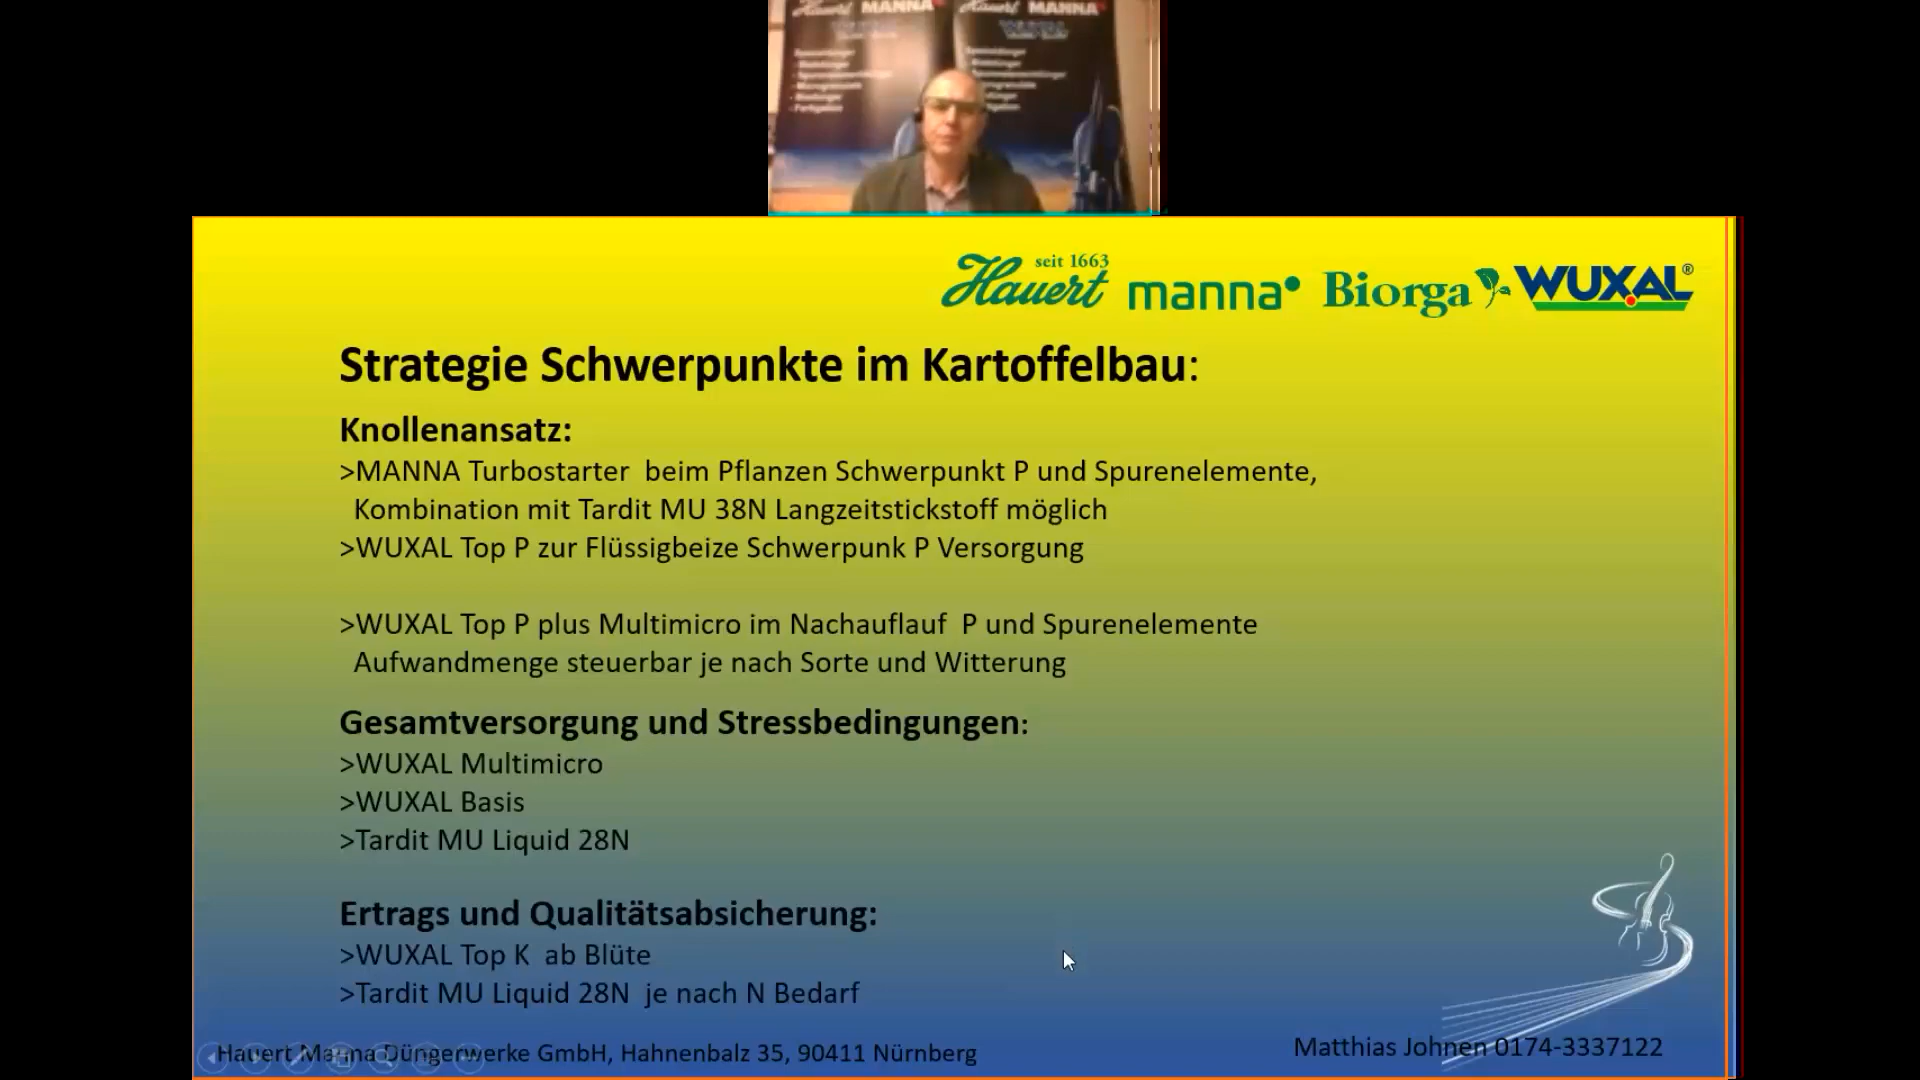 Hauert MANNA Hauert MANNA
seit 1663
Hauert manna Biorga WUXAL®
Strategie Schwerpunkte im Kartoffelbau:
Knollenansatz:
>MANNA Turbostarter beim Pflanzen Schwerpunkt P und Spurenelemente,
Kombination mit Tardit MU 38N Langzeitstickstoff möglich
>WUXAL Top P zur Flüssigbeize Schwerpunk P Versorgung
>WUXAL Top P plus Multimicro im Nachauflauf P und Spurenelemente
Aufwandmenge steuerbar je nach Sorte und Witterung
Gesamtversorgung und Stressbedingungen:
>WUXAL Multimicro
>WUXAL Basis
>Tardit MU Liquid 28N
Ertrags und Qualitätsabsicherung:
>WUXAL Top K ab Blüte
>Tardit MU Liquid 28N je nach N Bedarf
Hauert Manna Düngerwerke GmbH, Hahnenbalz 35, 90411 Nürnberg
Matthias Johnen 0174-3337122